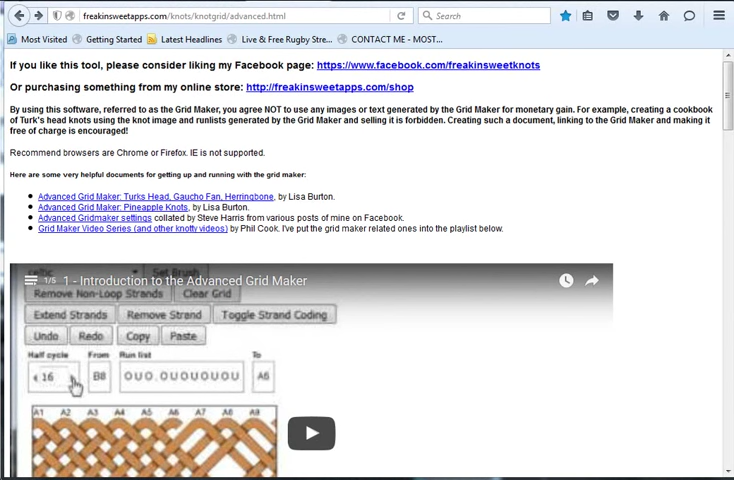 freakinsweetapps.com/knots/knotgrid/advanced.html
Search
Most Visited Getting Started Latest Headlines Live & Free Rugby Stre... CONTACT ME - MOST...
If you like this tool, please consider liking my Facebook page: https://www.facebook.com/freakinsweetknots
Or purchasing something from my online store: http://freakinsweetapps.com/shop
By using this software, referred to as the Grid Maker, you agree NOT to use any images or text generated by the Grid Maker for monetary gain. For example, creating a cookbook
of Turk's head knots using the knot image and runlists generated by the Grid Maker and selling it is forbidden. Creating such a document, linking to the Grid Maker and making it
free of charge is encouraged!
Recommend browsers are Chrome or Firefox. IE is not supported.
Here are some very helpful documents for getting up and running with the grid maker:
Advanced Grid Maker: Turks Head, Gaucho Fan, Herringbone, by Lisa Burton.
Advanced Grid Maker: Pineapple Knots, by Lisa Burton.
Advanced Gridmaker settings collated by Steve Harris from various posts of mine on Facebook.
Grid Maker Video Series (and other knotty videos) by Phil Cook. I've put the grid maker related ones into the playlist below.
celtic Set Brush
1/5 1 - Introduction to the Advanced Grid Maker
Remove Non-Loop Strands Clear Grid
Extend Strands Remove Strand Toggle Strand Coding
Undo Redo Copy Paste
Half cycle From Run list To
16 B8 OUO.OUOUOUOU A6
A1 A2 A3 A4 A5 A6 A7 A8 A9